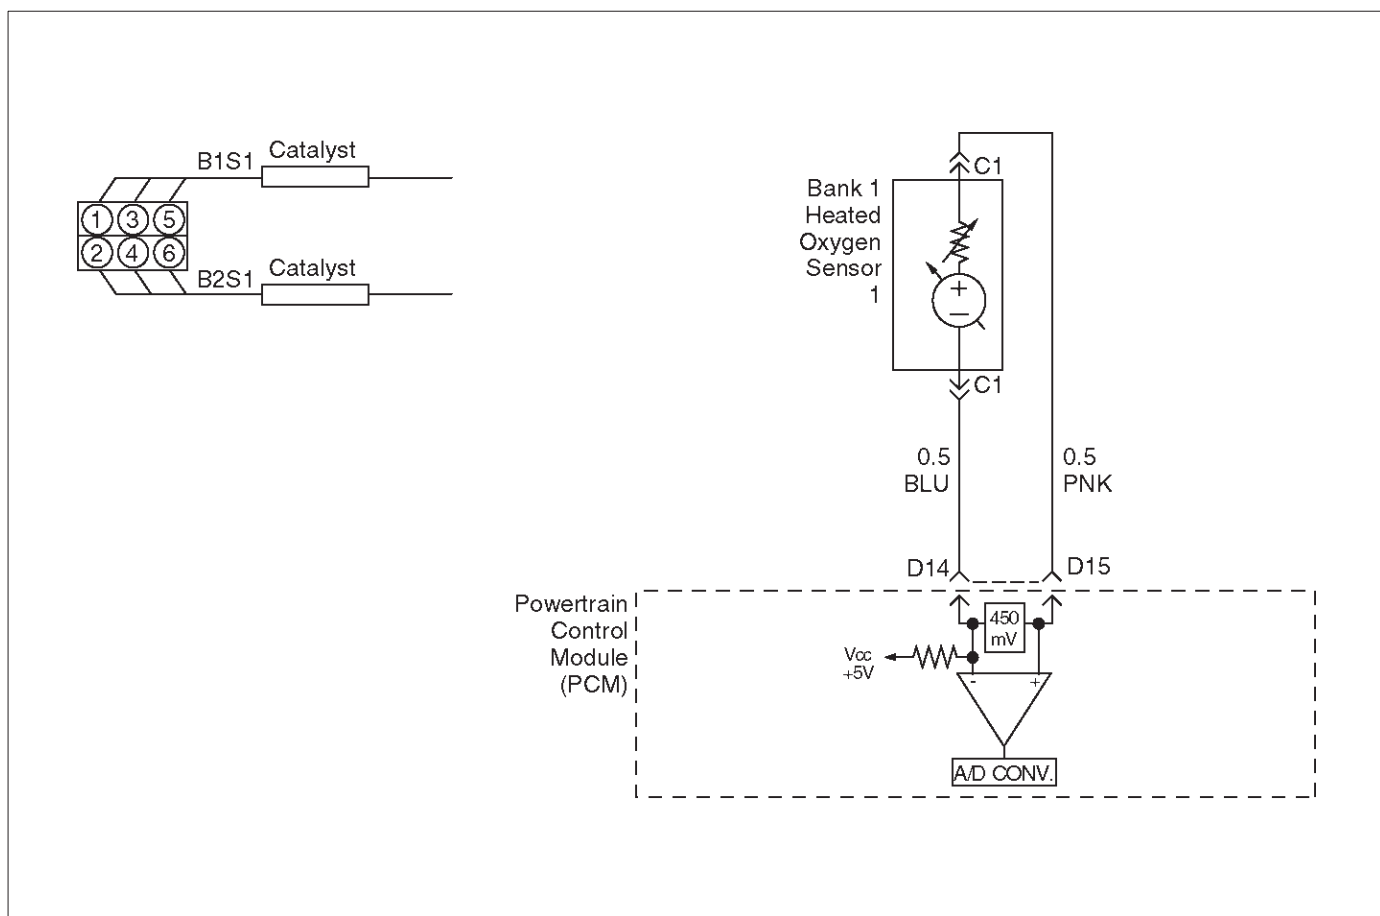 B1S1 Catalyst
1 3 5
2 4 6
B2S1 Catalyst
C1
Bank 1
Heated
Oxygen
Sensor
1
+
−
C1
0.5
BLU
0.5
PNK
D14
D15
Powertrain
Control
Module
(PCM)
450
mV
Vcc
+5V
- +
A/D CONV.